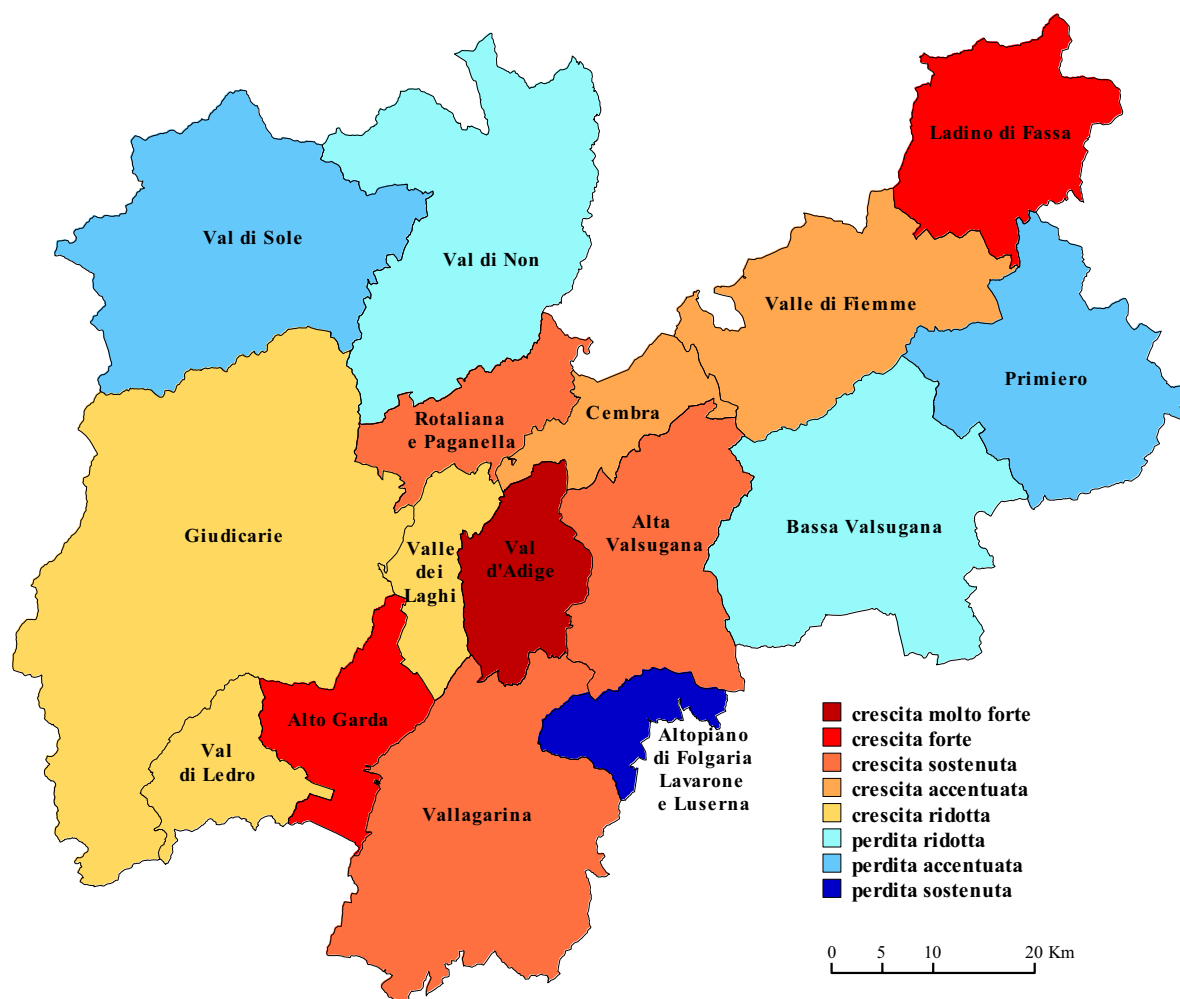 Ladino di Fassa
Val di Sole
Val di Non
Valle di Fiemme
Primiero
Rotaliana
e Paganella
Cembra
Giudicarie
Valle
dei
Laghi
Val
d'Adige
Alta
Valsugana
Bassa Valsugana
Alto Garda
Val
di Ledro
Vallagarina
Altopiano
di Folgaria
Lavarone
e Luserna
crescita molto forte
crescita forte
crescita sostenuta
crescita accentuata
crescita ridotta
perdita ridotta
perdita accentuata
perdita sostenuta
0 5 10 20 Km